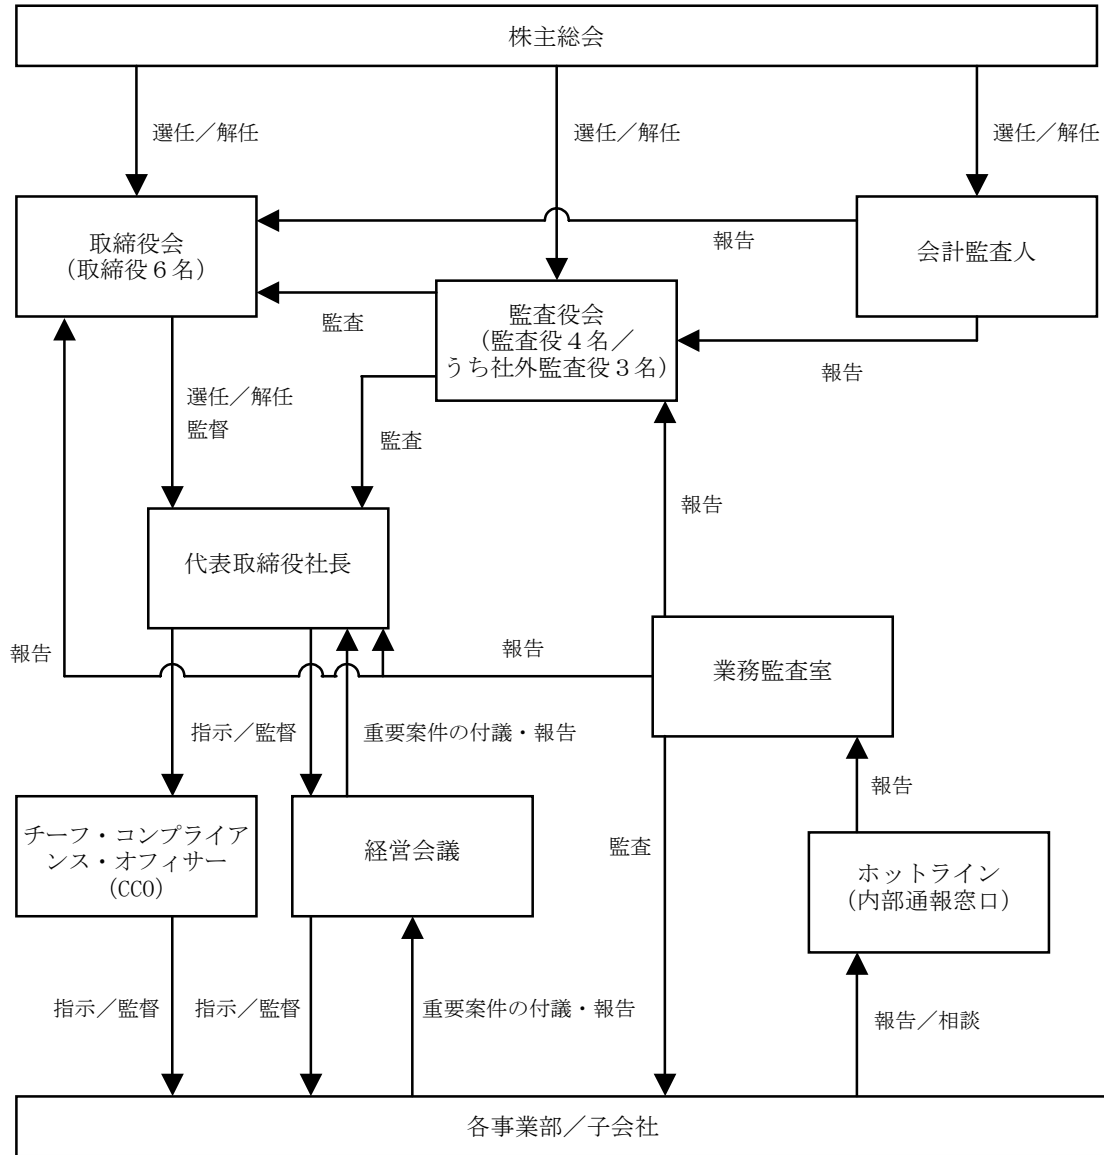 株主総会
選任／解任
選任／解任
選任／解任
取締役会
（取締役６名）
報告
会計監査人
監査
監査役会
（監査役４名／
うち社外監査役３名）
報告
選任／解任
監督
監査
報告
代表取締役社長
報告
報告
業務監査室
指示／監督
重要案件の付議・報告
報告
チーフ・コンプライア
ンス・オフィサー
（CCO）
経営会議
監査
ホットライン
（内部通報窓口）
指示／監督
指示／監督
重要案件の付議・報告
報告／相談
各事業部／子会社